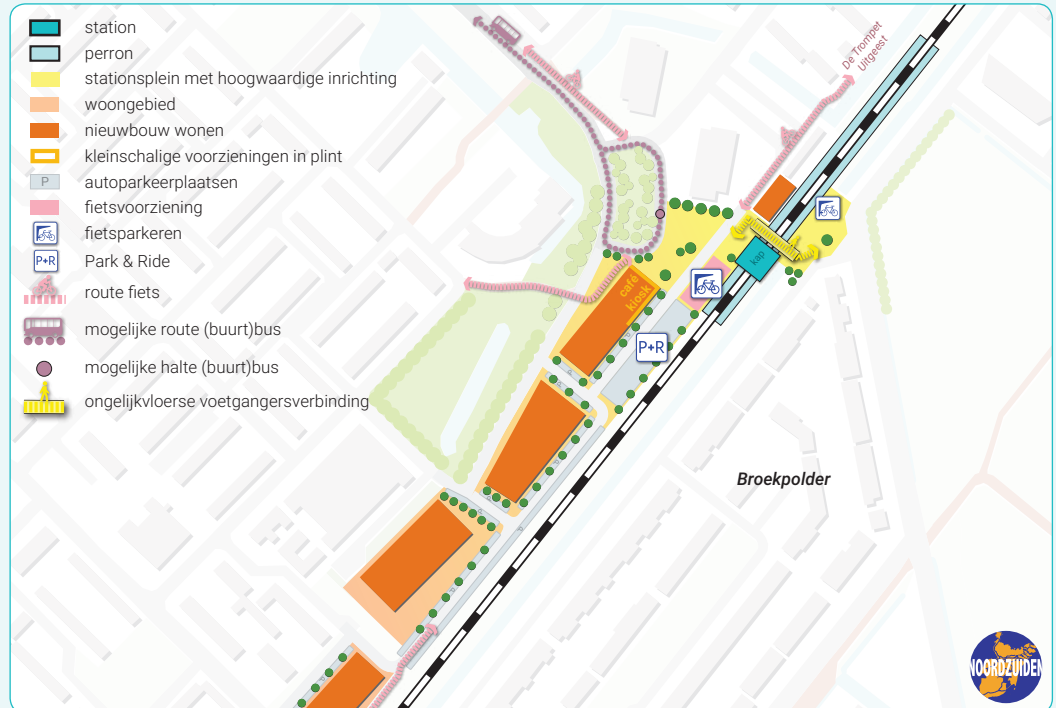 station
perron
stationsplein met hoogwaardige inrichting
woongebied
nieuwbouw wonen
kleinschalige voorzieningen in plint
P
autoparkeerplaatsen
fietsvoorziening
fietsparkeren
P+R
Park & Ride
route fiets
mogelijke route (buurt)bus
mogelijke halte (buurt)bus
ongelijkvloerse voetgangersverbinding
De Trompet
Uitgeest
kap
café
kiosk
P+R
P
P
P
P
P
P
P
P
Broekpolder
NOORDZUIDEN